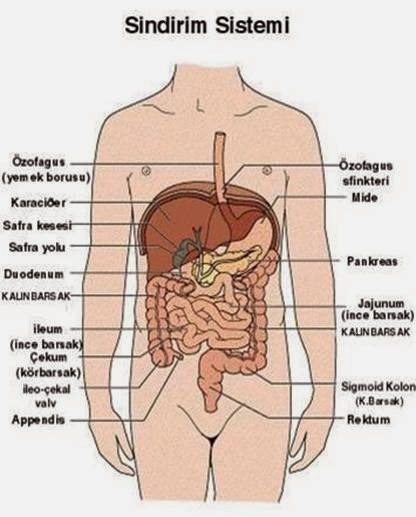 Sindirim Sistemi
Özofagus
(yemek borusu)
Karaciğer
Safra kesesi
Safra yolu
Duodenum
KALIN BARSAK
ileum
(ince barsak)
Çekum
(körbarsak)
ileo-çekal
valv
Appendis
Özofagus
sfinkteri
Mide
Pankreas
Jajunum
(ince barsak)
KALIN BARSAK
Sigmoid Kolon
(K.Barsak)
Rektum